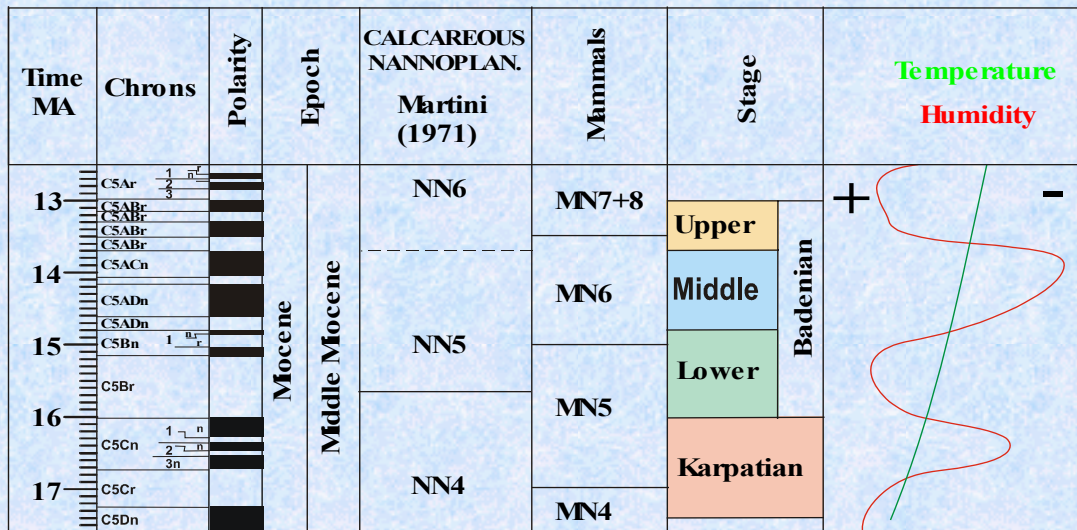 Time
MA
Chrons
Polarity
Epoch
CALCAREOUS
NANNOPLAN.
Martini
(1971)
Mammals
Stage
Temperature
Humidity
13
14
15
16
17
C5Ar
1
n
r
2
3
C5ABr
C5ABr
C5ABr
C5ABr
C5ACn
C5ADn
C5ADn
C5Bn
1
n
r
C5Br
C5Cn
1
n
2
n
3n
C5Cr
C5Dn
Miocene
Middle Miocene
NN6
NN5
NN4
MN7+8
MN6
MN5
MN4
Upper
Middle
Lower
Karpatian
Badenian
+
-